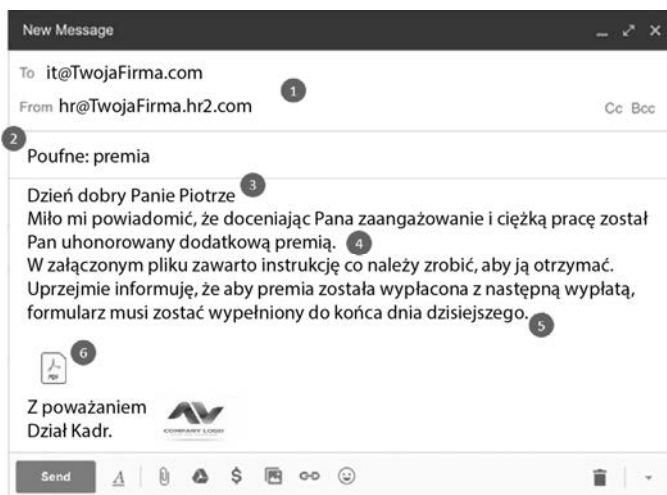 New Message
To it@TwojaFirma.com
1
From hr@TwojaFirma.hr2.com
Cc Bcc
2
Poufne: premia
Dzień dobry Panie Piotrze 3
Miło mi powiadomić, że doceniając Pana zaangażowanie i ciężką pracę został
Pan uhonorowany dodatkową premią. 4
W załączonym pliku zawarto instrukcję co należy zrobić, aby ją otrzymać.
Uprzejmie informuję, że aby premia została wypłacona z następną wypłatą,
formularz musi zostać wypełniony do końca dnia dzisiejszego. 5
6
PDF
Z poważaniem
Dział Kadr.
COMPANY LOGO
Send A $